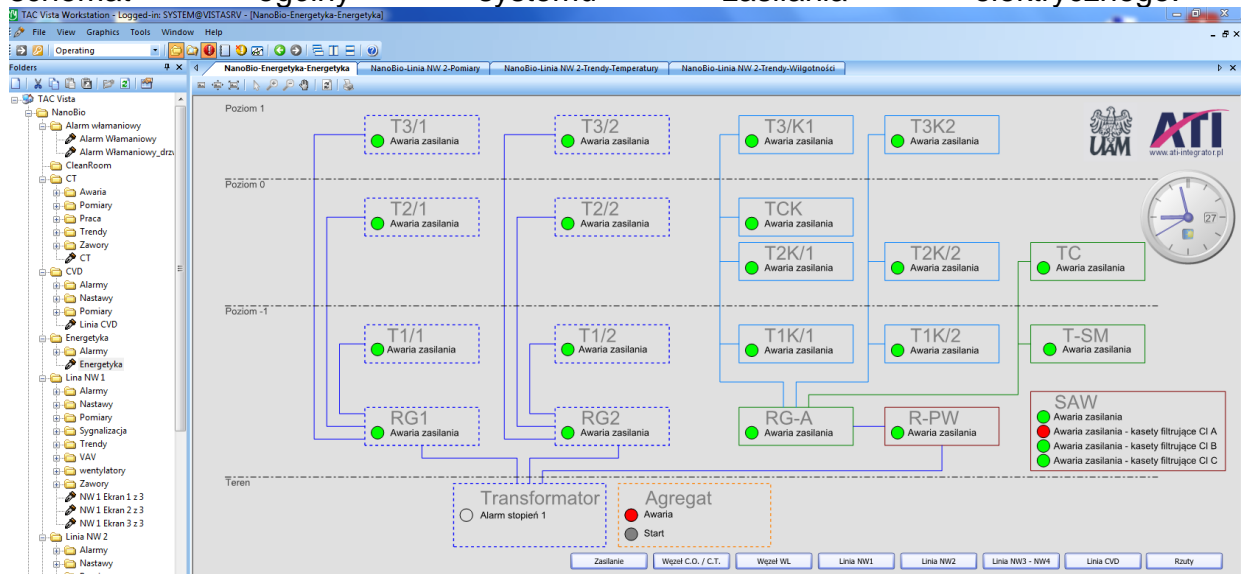 schemat ogólny systemu zasilania elektrycznego.
TAC Vista Workstation - Logged-in: SYSTEM@VISTASRV - [NanoBio-Energetyka-Energetyka]
File View Graphics Tools Window Help
Operating
Folders
NanoBio-Energetyka-Energetyka NanoBio-Linia NW 2-Pomiary NanoBio-Linia NW 2-Trendy-Temperatury NanoBio-Linia NW 2-Trendy-Wilgotności
TAC Vista
NanoBio
Alarm włamaniowy
Alarm Włamaniowy
Alarm Włamaniowy_drzw
CleanRoom
CT
Awaria
Pomiary
Praca
Trendy
Zawory
CT
CVD
Alarmy
Nastawy
Pomiary
Linia CVD
Energetyka
Alarmy
Energetyka
Lina NW 1
Alarmy
Nastawy
Pomiary
Sygnalizacja
Trendy
VAV
wentylatory
Zawory
NW 1 Ekran 1 z 3
NW 1 Ekran 2 z 3
NW 1 Ekran 3 z 3
Linia NW 2
Alarmy
Nastawy
Pomiary
Poziom 1
T3/1
Awaria zasilania
T3/2
Awaria zasilania
T3/K1
Awaria zasilania
T3K2
Awaria zasilania
UAM
ATI
www.ati-integrator.pl
27
Poziom 0
T2/1
Awaria zasilania
T2/2
Awaria zasilania
TCK
Awaria zasilania
T2K/1
Awaria zasilania
T2K/2
Awaria zasilania
TC
Awaria zasilania
Poziom -1
T1/1
Awaria zasilania
T1/2
Awaria zasilania
T1K/1
Awaria zasilania
T1K/2
Awaria zasilania
T-SM
Awaria zasilania
RG1
Awaria zasilania
RG2
Awaria zasilania
RG-A
Awaria zasilania
R-PW
Awaria zasilania
SAW
Awaria zasilania
Awaria zasilania - kasety filtrujące Cl A
Awaria zasilania - kasety filtrujące Cl B
Awaria zasilania - kasety filtrujące Cl C
Teren
Transformator
Alarm stopień 1
Agregat
Awaria
Start
Zasilanie Węzeł C.O. / C.T. Węzeł WL Linia NW1 Linia NW2 Linia NW3 - NW4 Linia CVD Rzuty